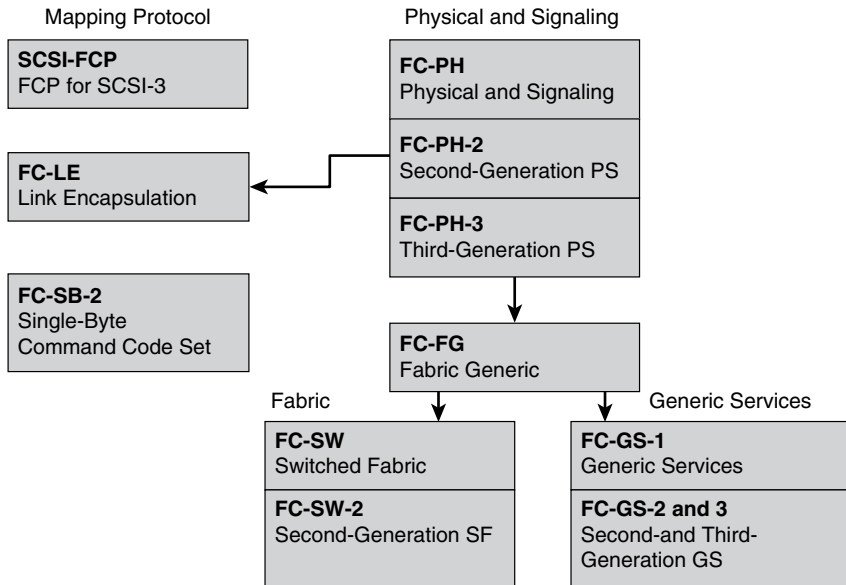 Mapping Protocol
Physical and Signaling
SCSI-FCP
FCP for SCSI-3
FC-PH
Physical and Signaling
FC-LE
Link Encapsulation
FC-PH-2
Second-Generation PS
FC-PH-3
Third-Generation PS
FC-SB-2
Single-Byte
Command Code Set
FC-FG
Fabric Generic
Fabric
Generic Services
FC-SW
Switched Fabric
FC-SW-2
Second-Generation SF
FC-GS-1
Generic Services
FC-GS-2 and 3
Second-and Third-
Generation GS